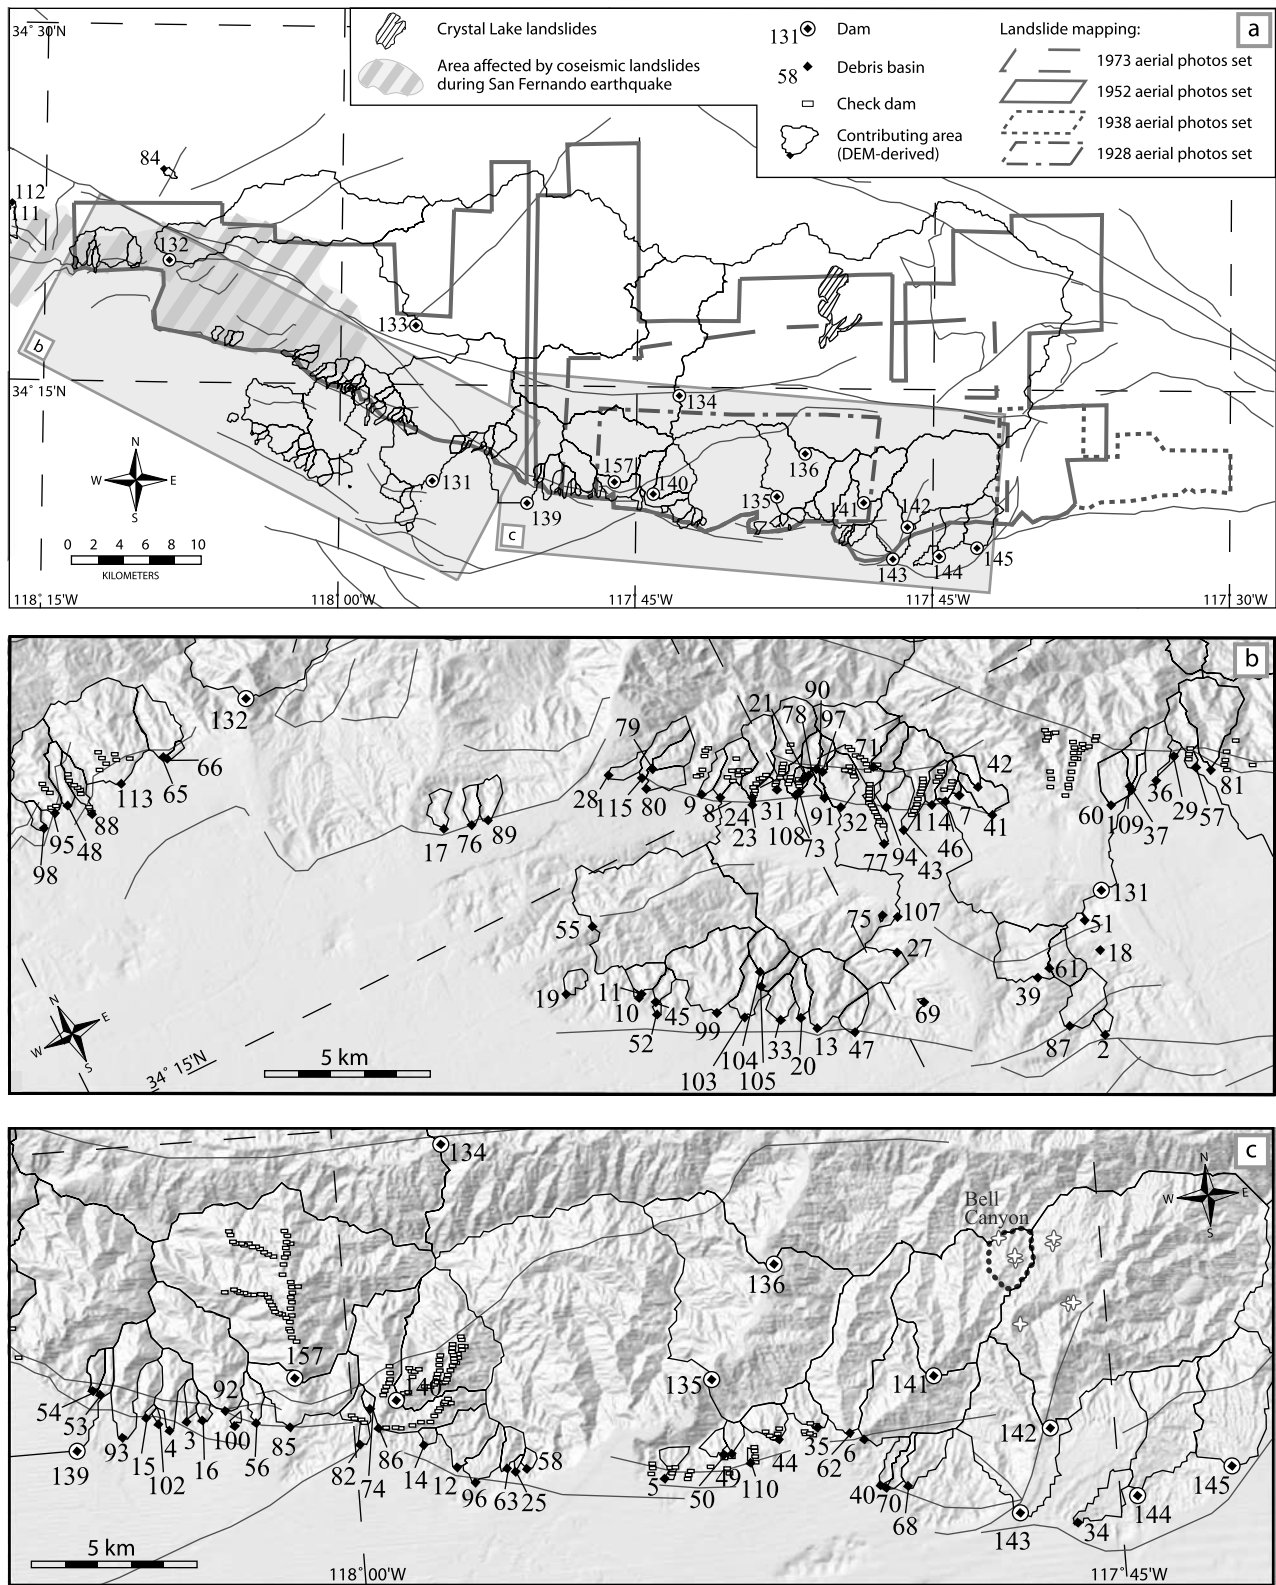 34° 30'N
Crystal Lake landslides
Area affected by coseismic landslides
during San Fernando earthquake
131
Dam
58
Debris basin
Check dam
Contributing area
(DEM-derived)
Landslide mapping:
1973 aerial photos set
1952 aerial photos set
1938 aerial photos set
1928 aerial photos set
a
84
112
111
132
133
b
34° 15'N
34° 15'N
134
136
131
157
140
135
139
141
142
143
144
145
c
N
W
E
S
0 2 4 6 8 10
KILOMETERS
118° 15'W
118° 00'W
117° 45'W
117° 45'W
117° 30'W
b
132
66
65
113
88
48
95
98
17
76
89
79
28
115
80
9
8
24
23
21
31
108
78
90
97
73
91
32
71
77
94
43
46
114
7
42
41
60
109
37
36
29
57
81
131
51
18
61
39
87
2
75
107
27
69
55
19
11
10
52
45
99
103
104
105
33
20
13
47
N
W
E
S
34° 15'N
5 km
c
134
Bell
Canyon
N
W
E
S
136
157
140
135
141
142
145
144
143
34
54
53
139
93
15
102
4
3
16
92
100
56
85
82
74
86
14
12
96
63
25
58
5
50
49
110
44
35
62
6
40
70
68
5 km
118° 00'W
117° 45'W